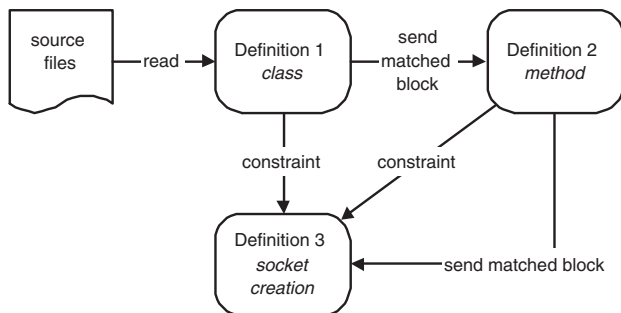 source
files
read
Definition 1
class
send
matched
block
Definition 2
method
constraint
constraint
Definition 3
socket
creation
send matched block